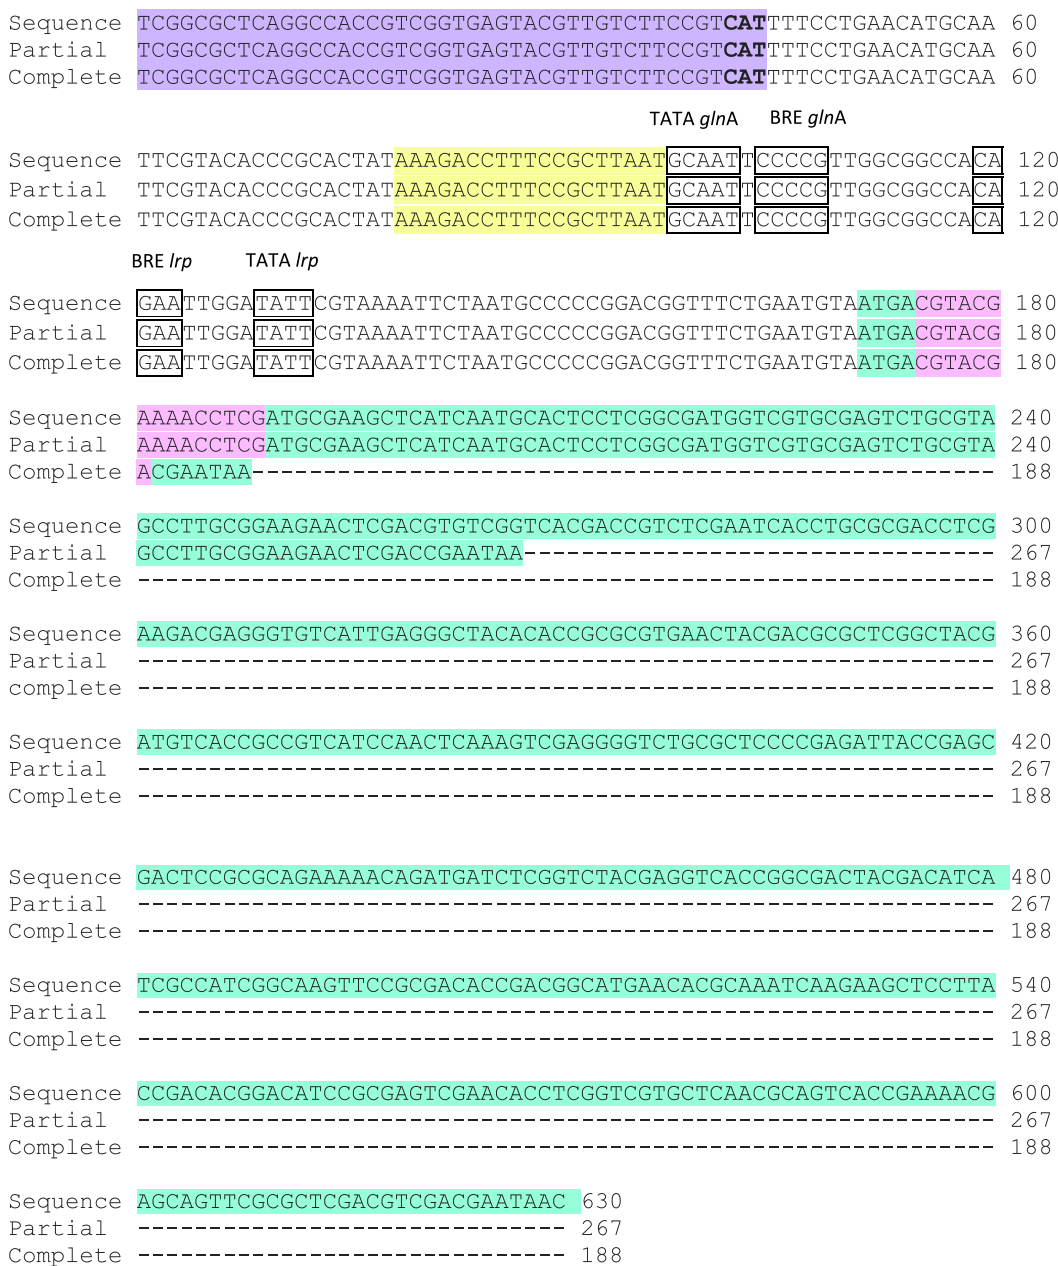 Sequence TCGGCGCTCAGGCCACCGTCGGTGAGTACGTTGTCTTCCGTCATTTTCCTGAACATGCAA 60
Partial TCGGCGCTCAGGCCACCGTCGGTGAGTACGTTGTCTTCCGTCATTTTCCTGAACATGCAA 60
Complete TCGGCGCTCAGGCCACCGTCGGTGAGTACGTTGTCTTCCGTCATTTTCCTGAACATGCAA 60
TATA glnA BRE glnA
Sequence TTCGTACACCCGCACTATAAAGACCTTTCCGCTTAATGCAATTCCCCGTTGGCGGCCACA 120
Partial TTCGTACACCCGCACTATAAAGACCTTTCCGCTTAATGCAATTCCCCGTTGGCGGCCACA 120
Complete TTCGTACACCCGCACTATAAAGACCTTTCCGCTTAATGCAATTCCCCGTTGGCGGCCACA 120
BRE lrp TATA lrp
Sequence GAATTGGATATTCGTAAAATTCTAATGCCCCCGGACGGTTTCTGAATGTAATGACGTACG 180
Partial GAATTGGATATTCGTAAAATTCTAATGCCCCCGGACGGTTTCTGAATGTAATGACGTACG 180
Complete GAATTGGATATTCGTAAAATTCTAATGCCCCCGGACGGTTTCTGAATGTAATGACGTACG 180
Sequence AAAACCTCGATGCGAAGCTCATCAATGCACTCCTCGGCGATGGTCGTGCGAGTCTGCGTA 240
Partial AAAACCTCGATGCGAAGCTCATCAATGCACTCCTCGGCGATGGTCGTGCGAGTCTGCGTA 240
Complete ACGAATAA---------------------------------------------------- 188
Sequence GCCTTGCGGAAGAACTCGACGTGTCGGTCACGACCGTCTCGAATCACCTGCGCGACCTCG 300
Partial GCCTTGCGGAAGAACTCGACCGAATAA--------------------------------- 267
Complete ------------------------------------------------------------ 188
Sequence AAGACGAGGGTGTCATTGAGGGCTACACACCGCGCGTGAACTACGACGCGCTCGGCTACG 360
Partial ------------------------------------------------------------ 267
complete ------------------------------------------------------------ 188
Sequence ATGTCACCGCCGTCATCCAACTCAAAGTCGAGGGGTCTGCGCTCCCCGAGATTACCGAGC 420
Partial ------------------------------------------------------------ 267
Complete ------------------------------------------------------------ 188
Sequence GACTCCGCGCAGAAAAACAGATGATCTCGGTCTACGAGGTCACCGGCGACTACGACATCA 480
Partial ------------------------------------------------------------ 267
Complete ------------------------------------------------------------ 188
Sequence TCGCCATCGGCAAGTTCCGCGACACCGACGGCATGAACACGCAAATCAAGAAGCTCCTTA 540
Partial ------------------------------------------------------------ 267
Complete ------------------------------------------------------------ 188
Sequence CCGACACGGACATCCGCGAGTCGAACACCTCGGTCGTGCTCAACGCAGTCACCGAAAACG 600
Partial ------------------------------------------------------------ 267
Complete ------------------------------------------------------------ 188
Sequence AGCAGTTCGCGCTCGACGTCGACGAATAAC 630
Partial ------------------------------ 267
Complete ------------------------------ 188